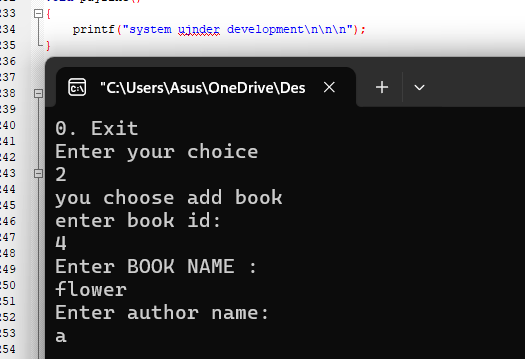 233
{
234
printf("system ujnder development\n\n\n");
235
}
236
237
238
239
240
241
242
243
244
245
246
247
248
249
250
251
252
253
254
"C:\Users\Asus\OneDrive\Des
0. Exit
Enter your choice
2
you choose add book
enter book id:
4
Enter BOOK NAME :
flower
Enter author name:
a